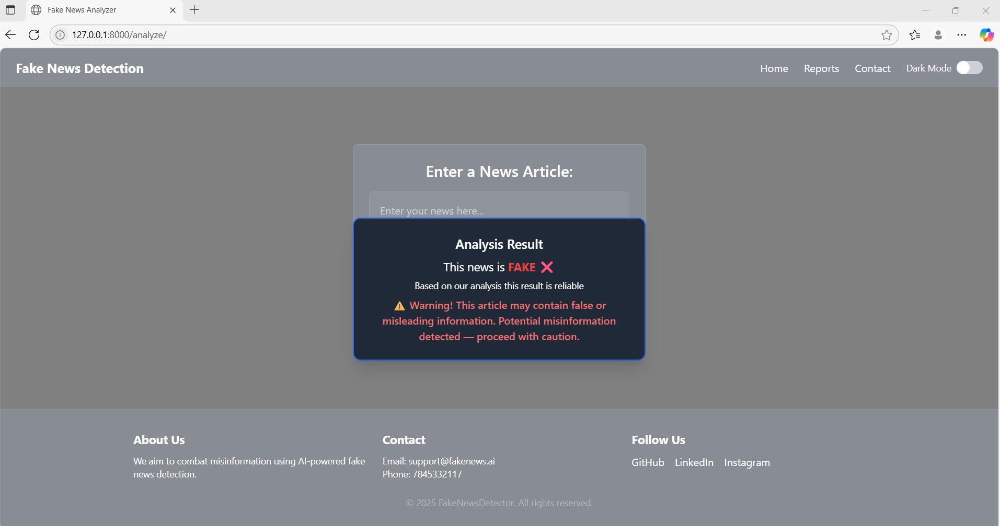 Fake News Analyzer
127.0.0.1:8000/analyze/
Fake News Detection
Home Reports Contact Dark Mode
Enter a News Article:
Enter your news here...
Analysis Result
This news is FAKE ❌
Based on our analysis this result is reliable
⚠️ Warning! This article may contain false or
misleading information. Potential misinformation
detected — proceed with caution.
About Us
We aim to combat misinformation using AI-powered fake
news detection.
Contact
Email: support@fakenews.ai
Phone: 7845332117
Follow Us
GitHub LinkedIn Instagram
© 2025 FakeNewsDetector. All rights reserved.